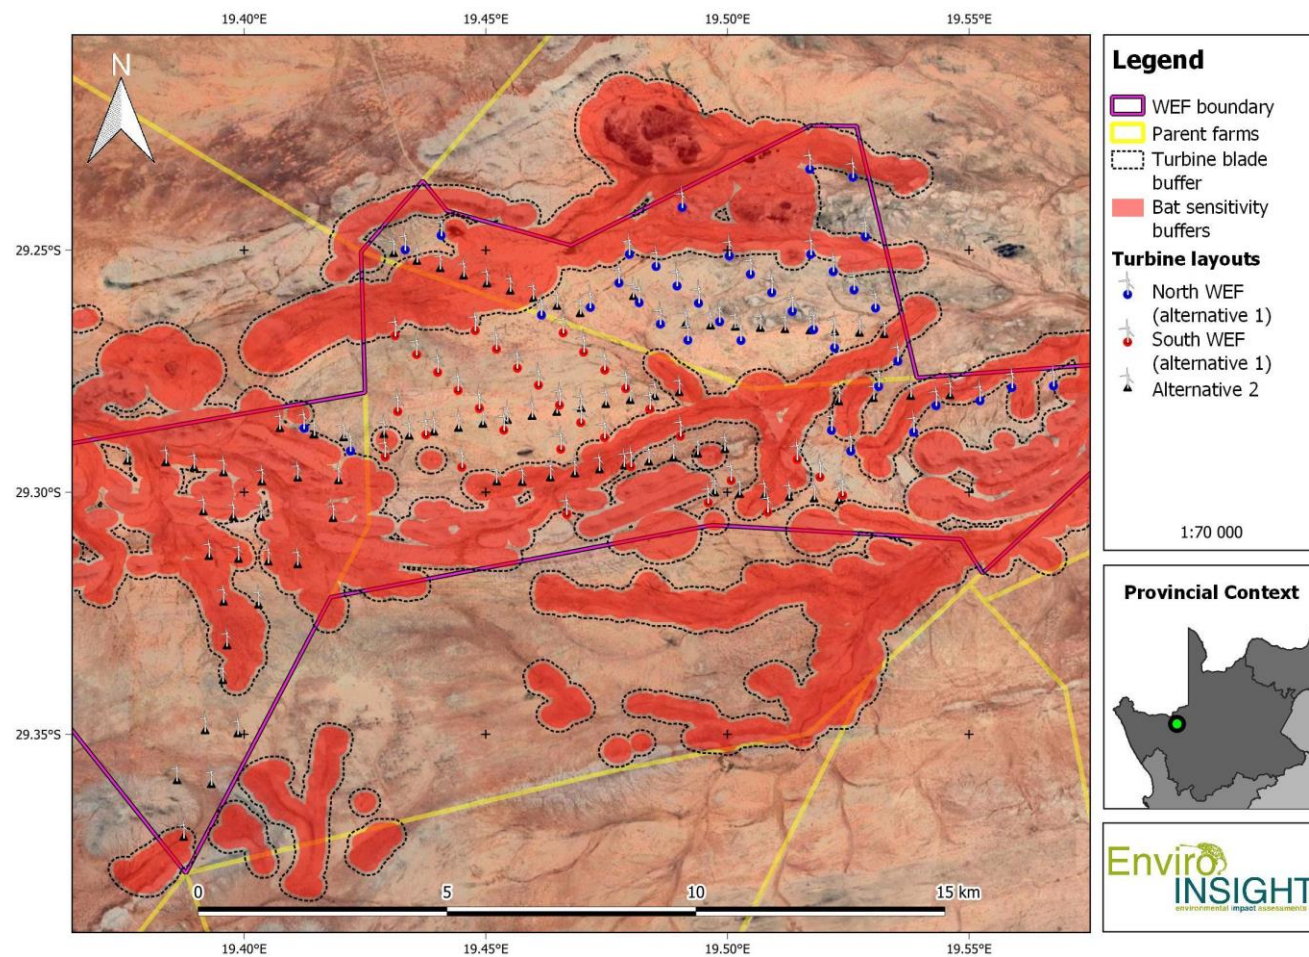 19.40°E 19.45°E 19.50°E 19.55°E
N
29.25°S
29.30°S
29.35°S
0 5 10 15 km
19.40°E 19.45°E 19.50°E 19.55°E
Legend
WEF boundary
Parent farms
Turbine blade
buffer
Bat sensitivity
buffers
Turbine layouts
North WEF
(alternative 1)
South WEF
(alternative 1)
Alternative 2
1:70 000
Provincial Context
Enviro
INSIGHT
environmental impact assessments